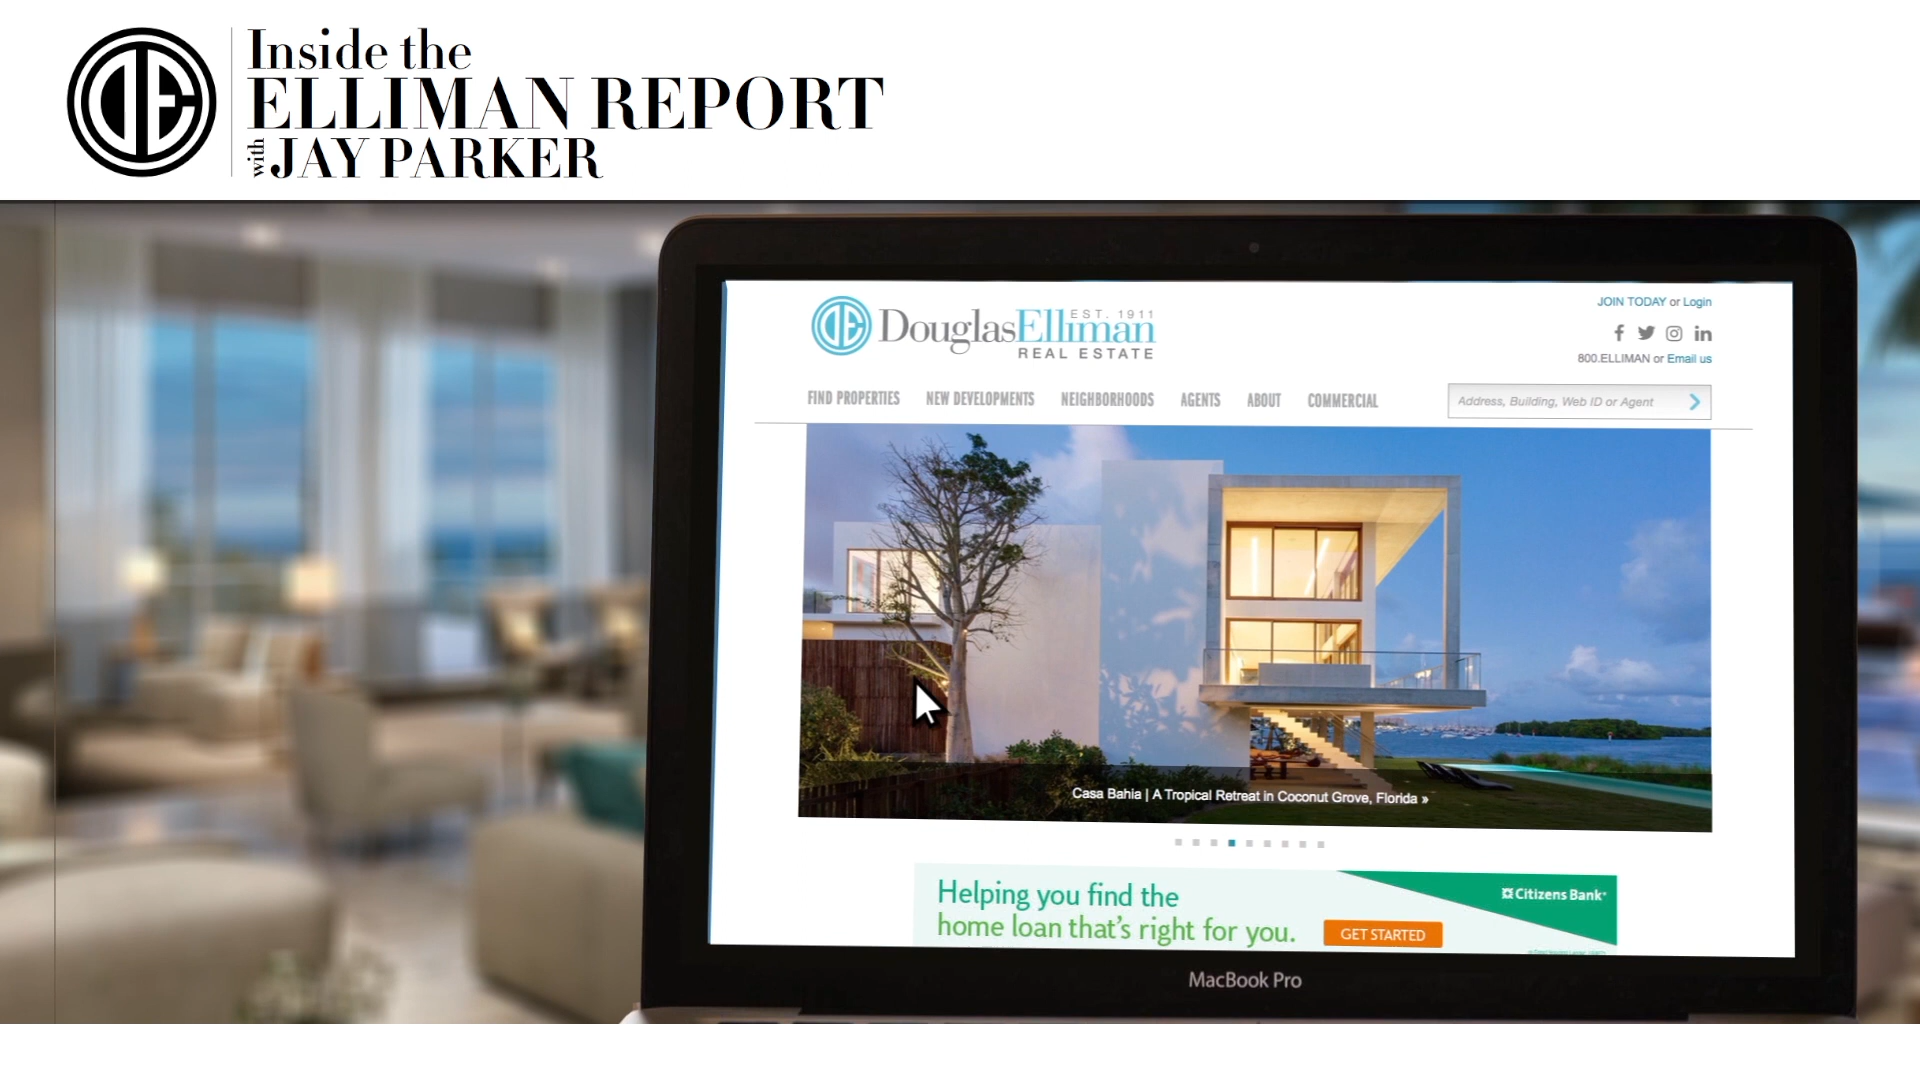 Inside the
ELLIMAN REPORT
with JAY PARKER
JOIN TODAY or Login
EST. 1911
DouglasElliman
REAL ESTATE
800.ELLIMAN or Email us
FIND PROPERTIES NEW DEVELOPMENTS NEIGHBORHOODS AGENTS ABOUT COMMERCIAL
Address, Building, Web ID or Agent
Casa Bahia | A Tropical Retreat in Coconut Grove, Florida »
Helping you find the
home loan that's right for you.
GET STARTED
Citizens Bank
MacBook Pro